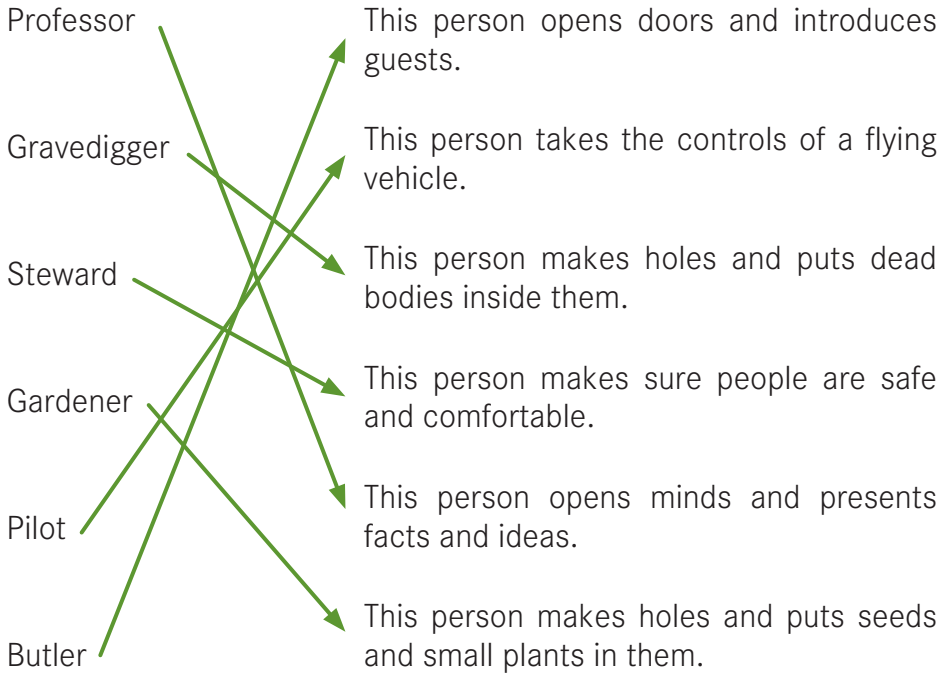 Professor
This person opens doors and introduces
guests.
Gravedigger
This person takes the controls of a flying
vehicle.
Steward
This person makes holes and puts dead
bodies inside them.
Gardener
This person makes sure people are safe
and comfortable.
Pilot
This person opens minds and presents
facts and ideas.
Butler
This person makes holes and puts seeds
and small plants in them.